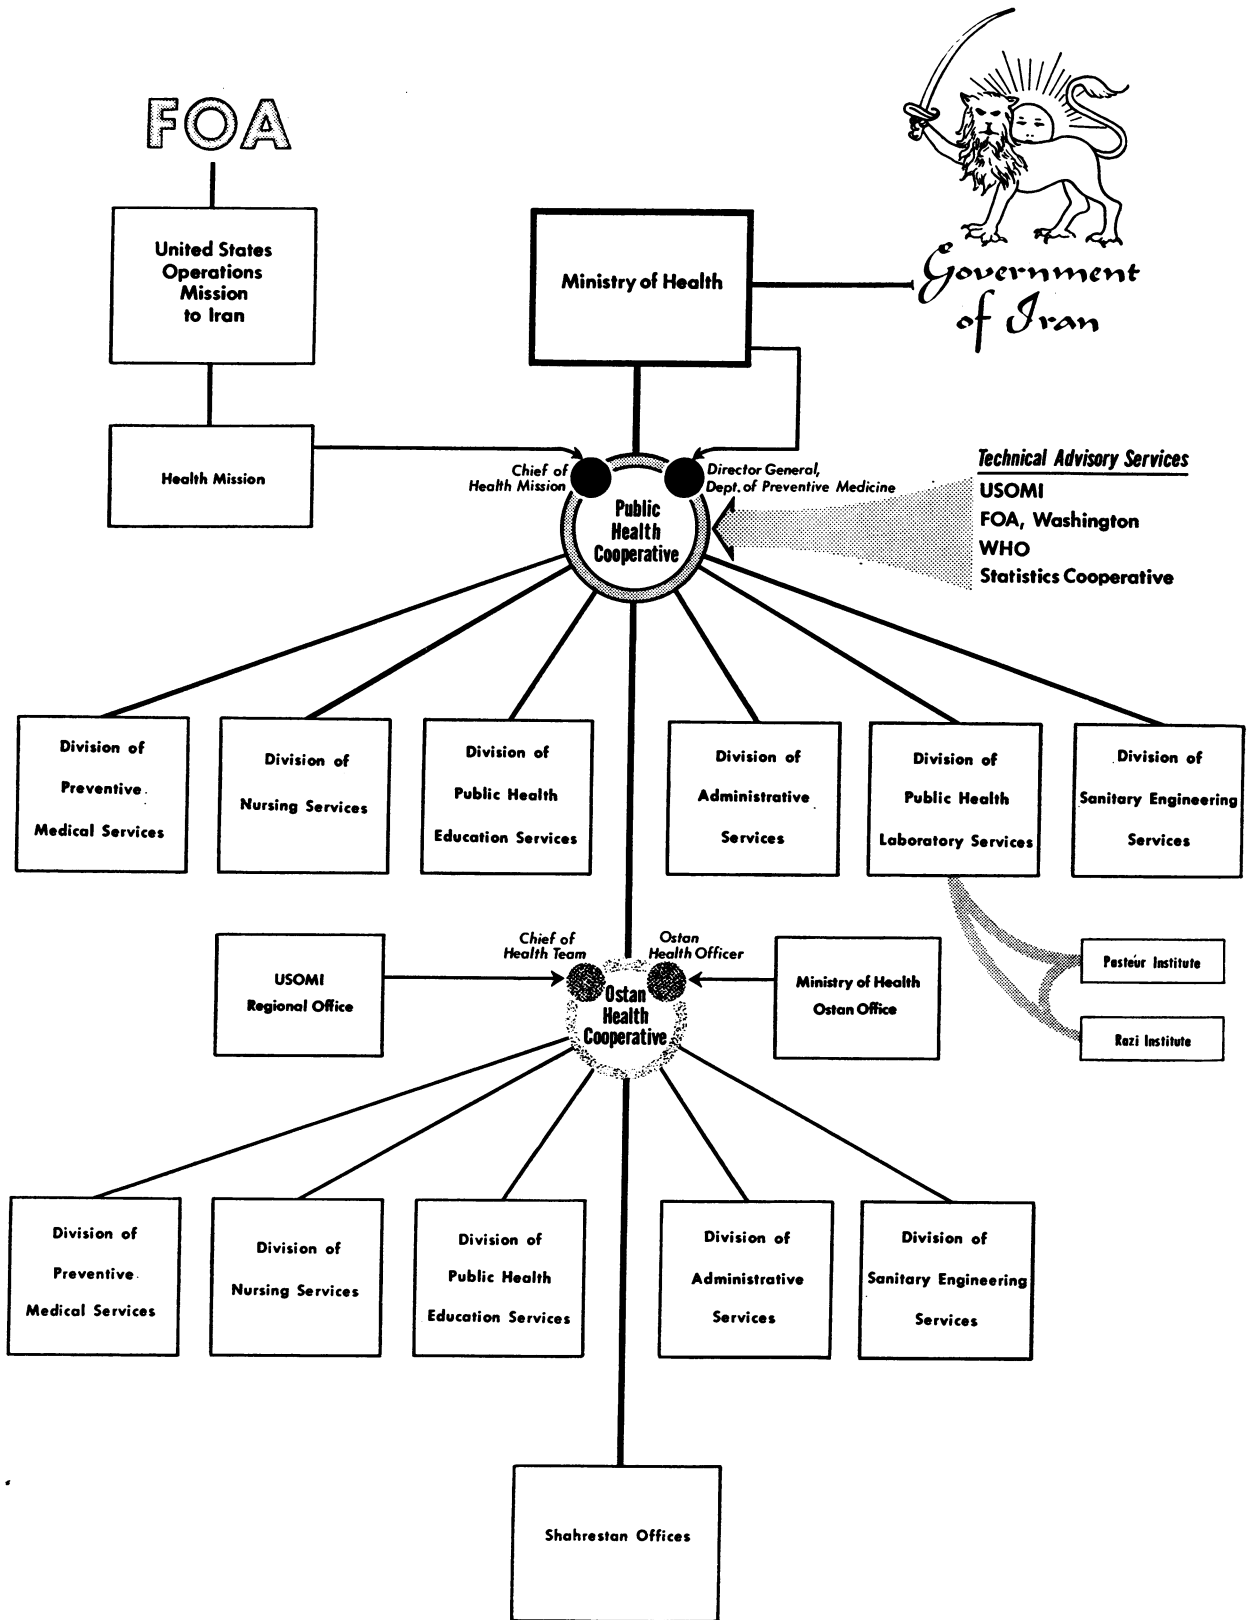 FOA
United States
Operations
Mission
to Iran
Ministry of Health
Government
of Iran
Health Mission
Chief of
Health Mission
Director General,
Dept. of Preventive Medicine
Public
Health
Cooperative
Technical Advisory Services
USOMI
FOA, Washington
WHO
Statistics Cooperative
Division of
Preventive
Medical Services
Division of
Nursing Services
Division of
Public Health
Education Services
Division of
Administrative
Services
Division of
Public Health
Laboratory Services
Division of
Sanitary Engineering
Services
USOMI
Regional Office
Chief of
Health Team
Ostan
Health Officer
Ostan
Health
Cooperative
Ministry of Health
Ostan Office
Pasteur Institute
Razi Institute
Division of
Preventive
Medical Services
Division of
Nursing Services
Division of
Public Health
Education Services
Division of
Administrative
Services
Division of
Sanitary Engineering
Services
Shahrestan Offices